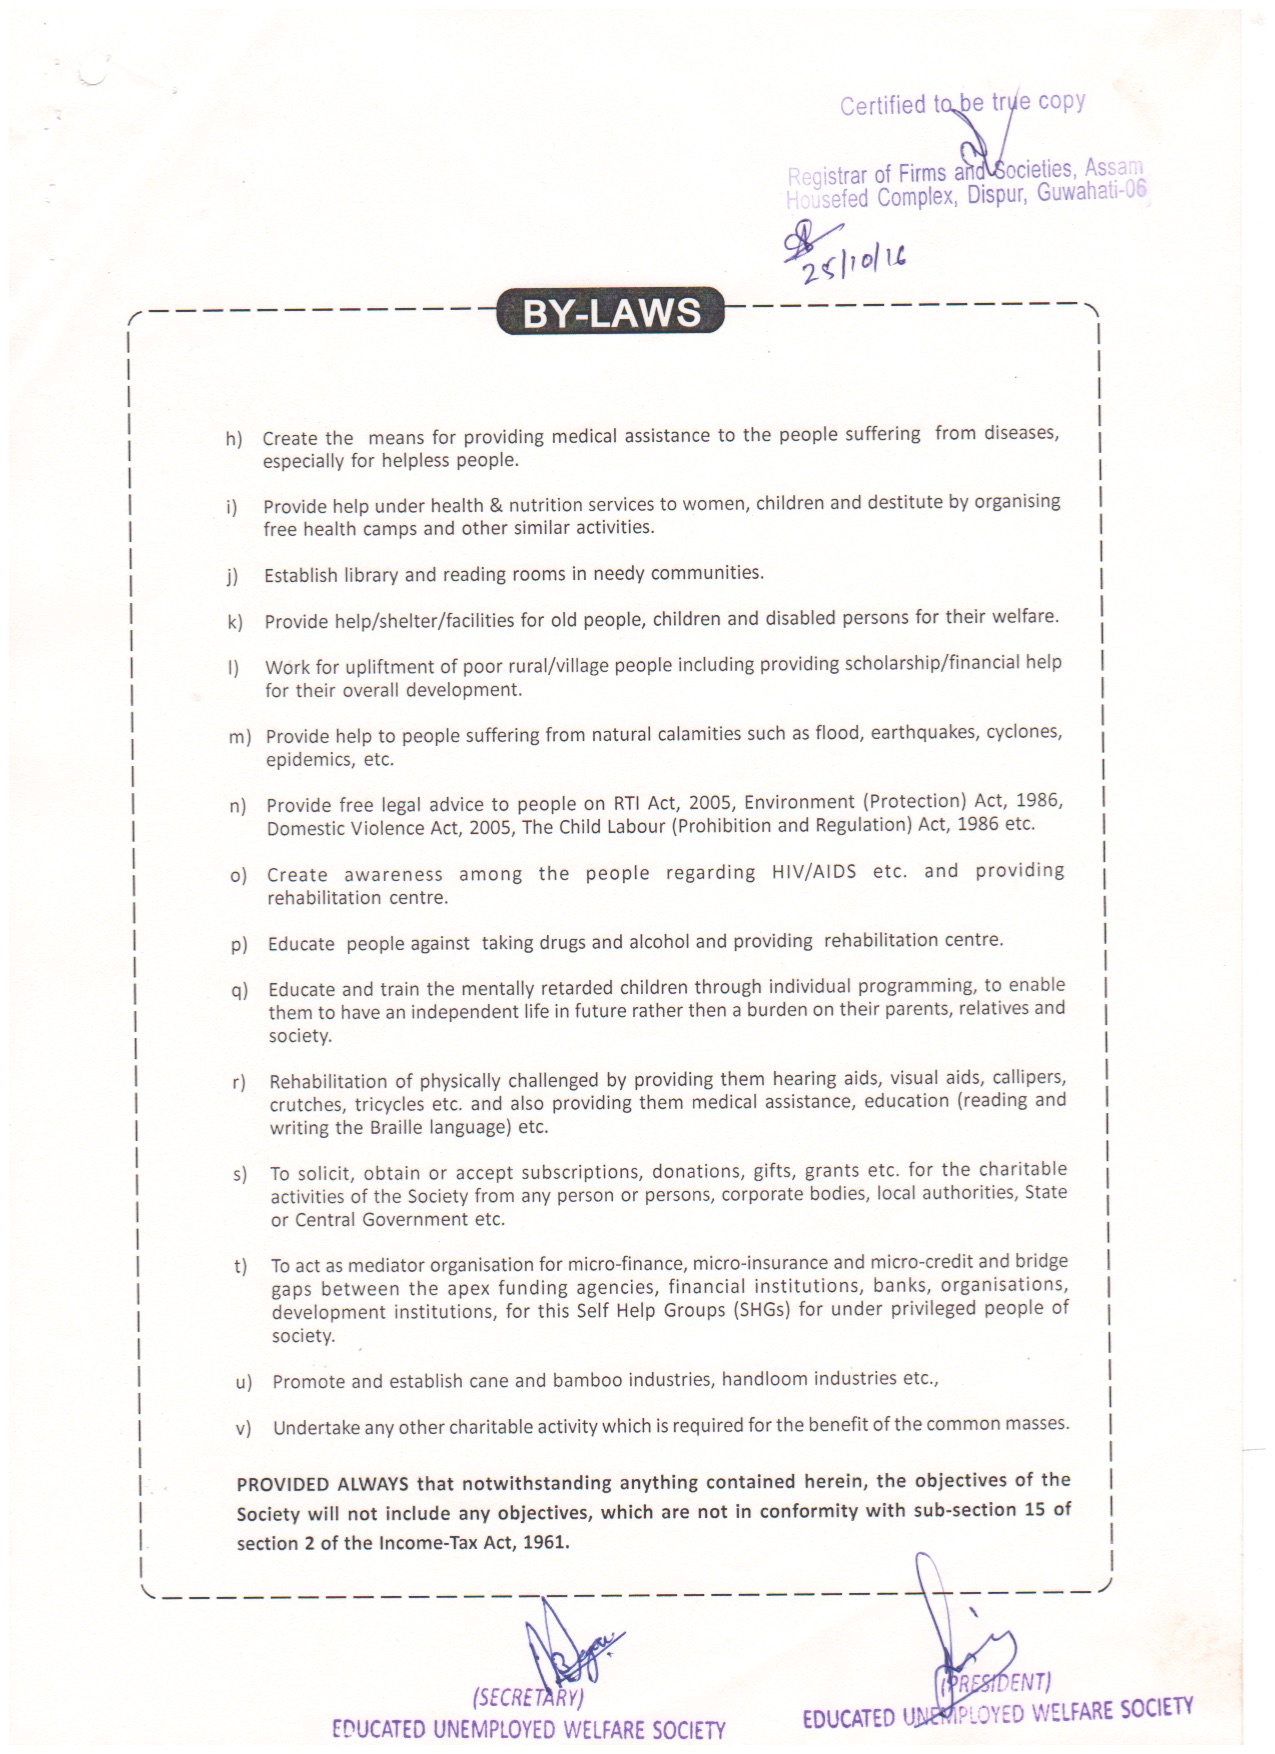 Certified to be true copy
Registrar of Firms and Societies, Assam
Housefed Complex, Dispur, Guwahati-06
25/10/16
BY-LAWS
h) Create the means for providing medical assistance to the people suffering from diseases,
especially for helpless people.
i) Provide help under health & nutrition services to women, children and destitute by organising
free health camps and other similar activities.
j) Establish library and reading rooms in needy communities.
k) Provide help/shelter/facilities for old people, children and disabled persons for their welfare.
l) Work for upliftment of poor rural/village people including providing scholarship/financial help
for their overall development.
m) Provide help to people suffering from natural calamities such as flood, earthquakes, cyclones,
epidemics, etc.
n) Provide free legal advice to people on RTI Act, 2005, Environment (Protection) Act, 1986,
Domestic Violence Act, 2005, The Child Labour (Prohibition and Regulation) Act, 1986 etc.
o) Create awareness among the people regarding HIV/AIDS etc. and providing
rehabilitation centre.
p) Educate people against taking drugs and alcohol and providing rehabilitation centre.
q) Educate and train the mentally retarded children through individual programming, to enable
them to have an independent life in future rather then a burden on their parents, relatives and
society.
r) Rehabilitation of physically challenged by providing them hearing aids, visual aids, callipers,
crutches, tricycles etc. and also providing them medical assistance, education (reading and
writing the Braille language) etc.
s) To solicit, obtain or accept subscriptions, donations, gifts, grants etc. for the charitable
activities of the Society from any person or persons, corporate bodies, local authorities, State
or Central Government etc.
t) To act as mediator organisation for micro-finance, micro-insurance and micro-credit and bridge
gaps between the apex funding agencies, financial institutions, banks, organisations,
development institutions, for this Self Help Groups (SHGs) for under privileged people of
society.
u) Promote and establish cane and bamboo industries, handloom industries etc.,
v) Undertake any other charitable activity which is required for the benefit of the common masses.
PROVIDED ALWAYS that notwithstanding anything contained herein, the objectives of the
Society will not include any objectives, which are not in conformity with sub-section 15 of
section 2 of the Income-Tax Act, 1961.
(SECRETARY)
EDUCATED UNEMPLOYED WELFARE SOCIETY
(PRESIDENT)
EDUCATED UNEMPLOYED WELFARE SOCIETY